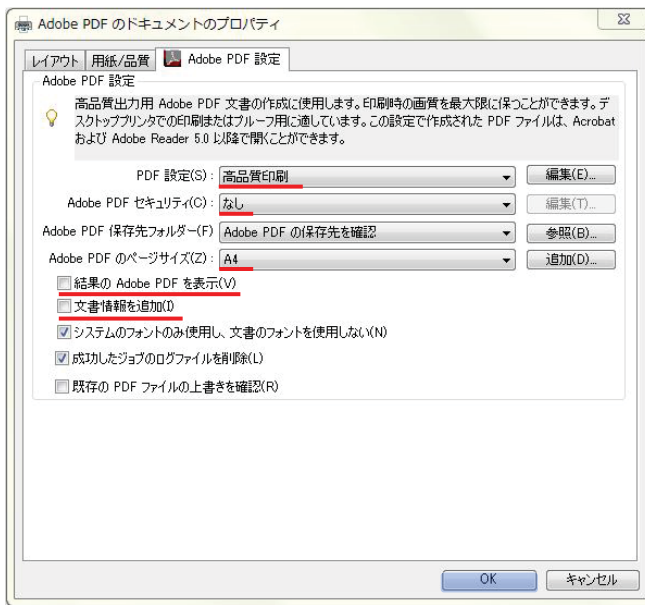 Adobe PDF のドキュメントのプロパティ
レイアウト 用紙/品質 Adobe PDF 設定
Adobe PDF 設定
高品質出力用 Adobe PDF 文書の作成に使用します。印刷時の画質を最大限に保つことができます。デ
スクトッププリンタでの印刷またはプルーフ用に適しています。この設定で作成された PDF ファイルは、Acrobat
および Adobe Reader 5.0 以降で開くことができます。
PDF 設定(S) : 高品質印刷 編集(E)...
Adobe PDF セキュリティ(C) : なし 編集(T)...
Adobe PDF 保存先フォルダー(F) Adobe PDF の保存先を確認 参照(B)...
Adobe PDF のページサイズ(Z) : A4 追加(D)...
結果の Adobe PDF を表示(V)
文書情報を追加(I)
システムのフォントのみ使用し、文書のフォントを使用しない(N)
成功したジョブのログファイルを削除(L)
既存の PDF ファイルの上書きを確認(R)
OK キャンセル